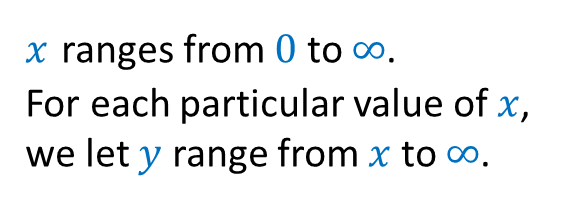 x ranges from 0 to ∞.
For each particular value of x,
we let y range from x to ∞.